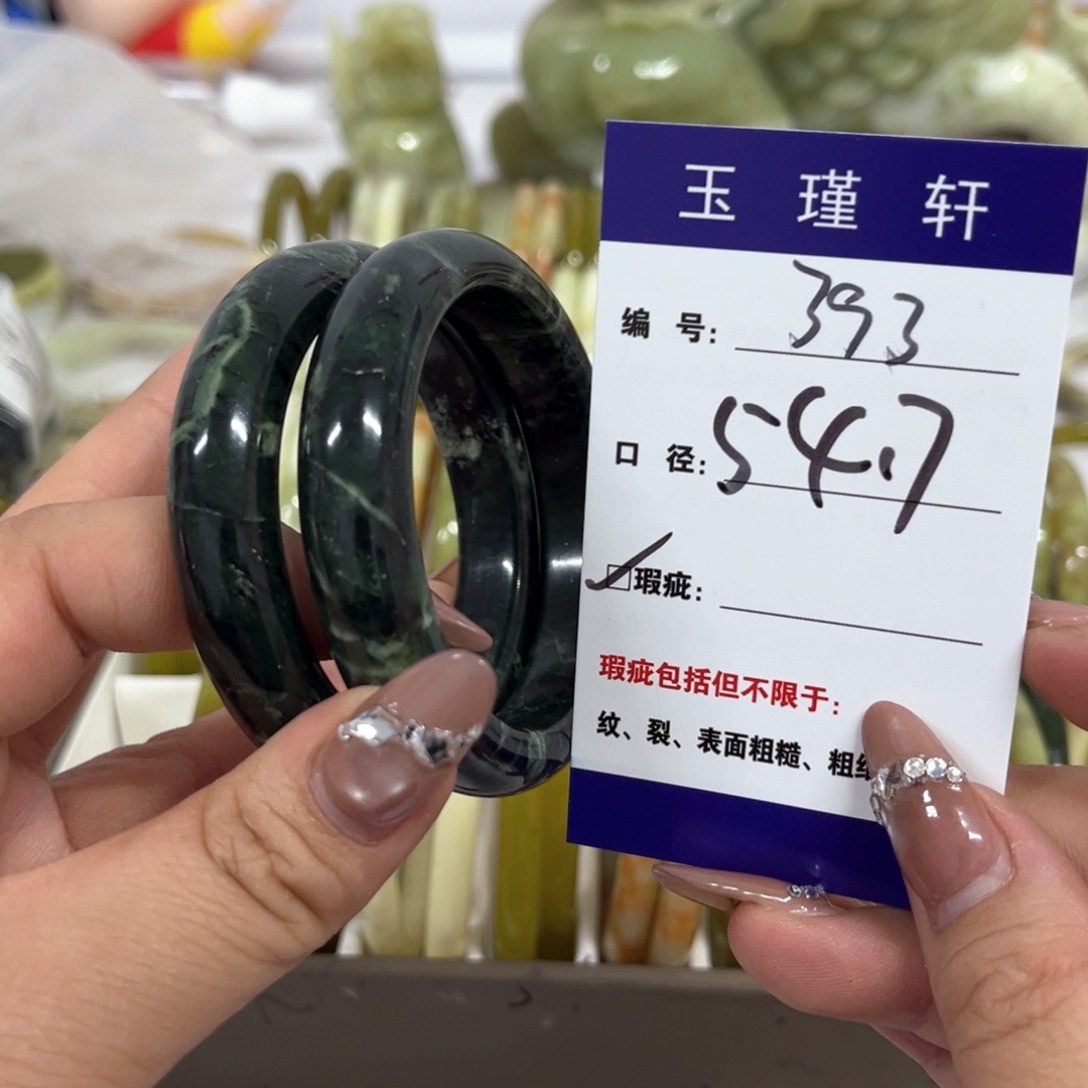 玉瑾轩
编号: 393
口径: 54.7
瑕疵:
瑕疵包括但不限于:
纹、裂、表面粗糙、粗